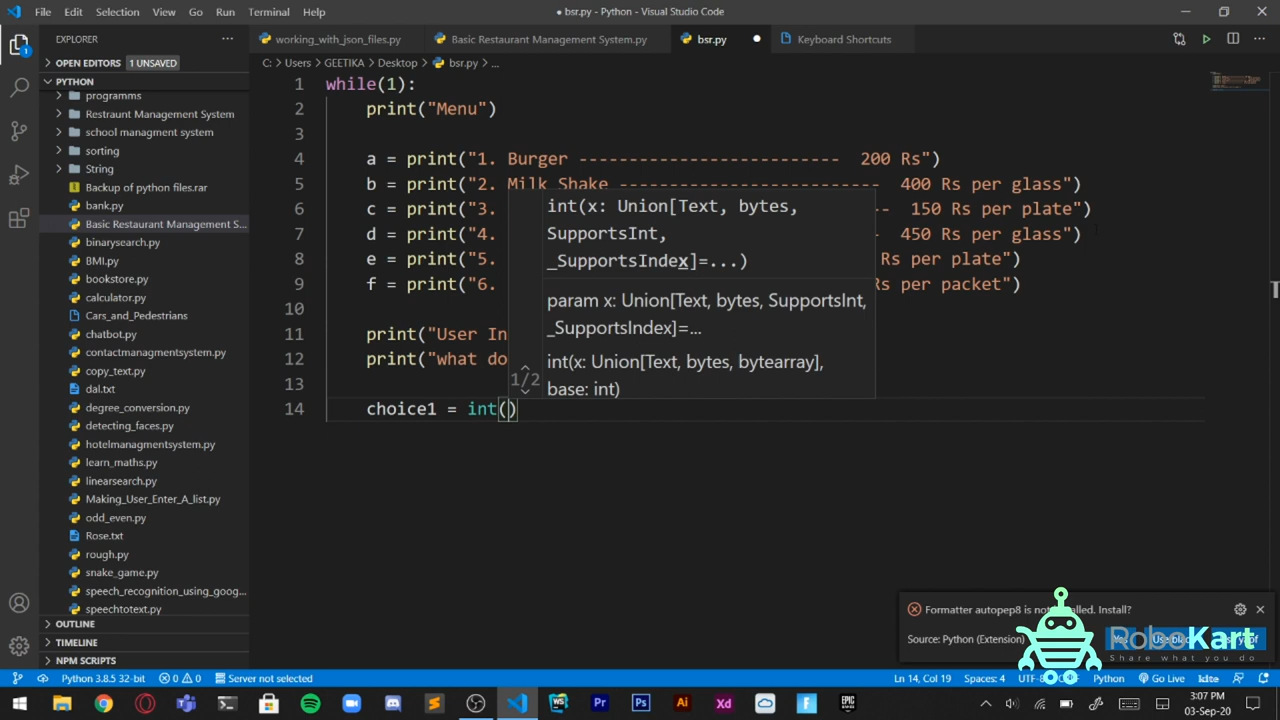 File Edit Selection View Go Run Terminal Help
● bsr.py - Python - Visual Studio Code
EXPLORER
working_with_json_files.py
Basic Restaurant Management System.py
bsr.py
Keyboard Shortcuts
OPEN EDITORS 1 UNSAVED
C: > Users > GEETIKA > Desktop > bsr.py > ...
PYTHON
programms
Restraunt Management System
school managment system
sorting
String
Backup of python files.rar
bank.py
Basic Restaurant Management S...
binarysearch.py
BMI.py
bookstore.py
calculator.py
Cars_and_Pedestrians
chatbot.py
contactmanagmentsystem.py
copy_text.py
dal.txt
degree_conversion.py
detecting_faces.py
hotelmanagmentsystem.py
learn_maths.py
linearsearch.py
Making_User_Enter_A_list.py
odd_even.py
Rose.txt
rough.py
snake_game.py
speech_recognition_using_goog...
speechtotext.py
OUTLINE
TIMELINE
NPM SCRIPTS
1 while(1):
2 print("Menu")
3
4 a = print("1. Burger -------------------------- 200 Rs")
5 b = print("2. Milk Shake -------------------------- 400 Rs per glass")
6 c = print("3. -- 150 Rs per plate")
7 d = print("4. - 450 Rs per glass")
8 e = print("5. Rs per plate")
9 f = print("6. Rs per packet")
10
11 print("User In
12 print("what do
13
14 choice1 = int()
int(x: Union[Text, bytes,
SupportsInt,
_SupportsIndex]=...)
param x: Union[Text, bytes, SupportsInt,
_SupportsIndex]=...
int(x: Union[Text, bytes, bytearray],
base: int)
1/2
Formatter autopep8 is not installed. Install?
Source: Python (Extension)
Yes
RoboKart
Share what you do
Python 3.8.5 32-bit 0 0 Server not selected
Ln 14, Col 19 Spaces: 4 Python Go Live kite
3:07 PM
03-Sep-20